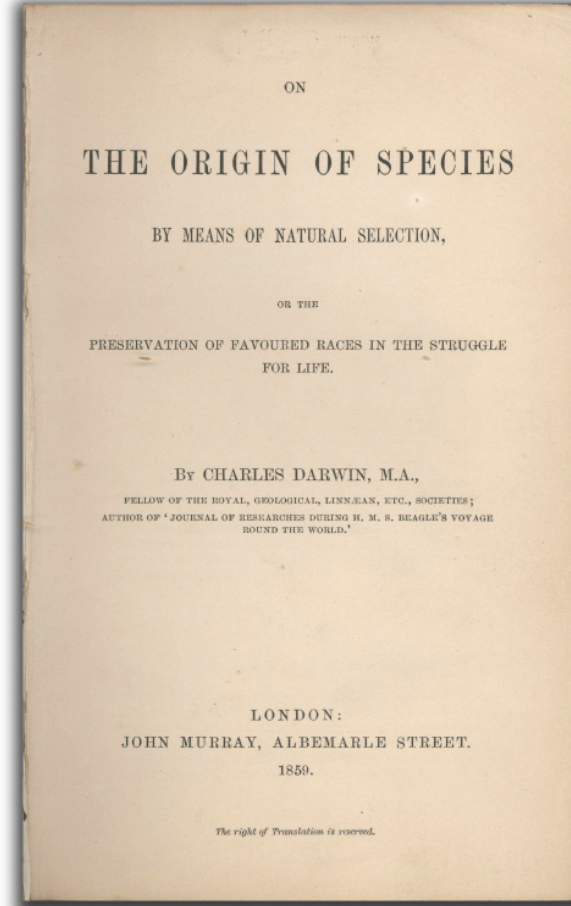 ON
THE ORIGIN OF SPECIES
BY MEANS OF NATURAL SELECTION,
OR THE
PRESERVATION OF FAVOURED RACES IN THE STRUGGLE
FOR LIFE.
BY CHARLES DARWIN, M.A.,
FELLOW OF THE ROYAL, GEOLOGICAL, LINNÆAN, ETC., SOCIETIES;
AUTHOR OF ‘JOURNAL OF RESEARCHES DURING H. M. S. BEAGLE’S VOYAGE
ROUND THE WORLD.’
LONDON:
JOHN MURRAY, ALBEMARLE STREET.
1859.
The right of Translation is reserved.